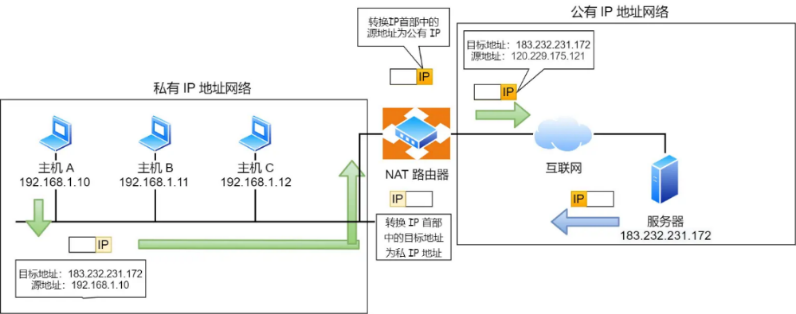 公有 IP 地址网络
转换IP首部中的
源地址为公有 IP
目标地址：183.232.231.172
源地址：120.229.175.121
IP
IP
私有 IP 地址网络
主机 A
192.168.1.10
主机 B
192.168.1.11
主机 C
192.168.1.12
NAT 路由器
互联网
IP
IP
服务器
183.232.231.172
转换 IP 首部
中的目标地址
为私 IP 地址
IP
目标地址：183.232.231.172
源地址：192.168.1.10